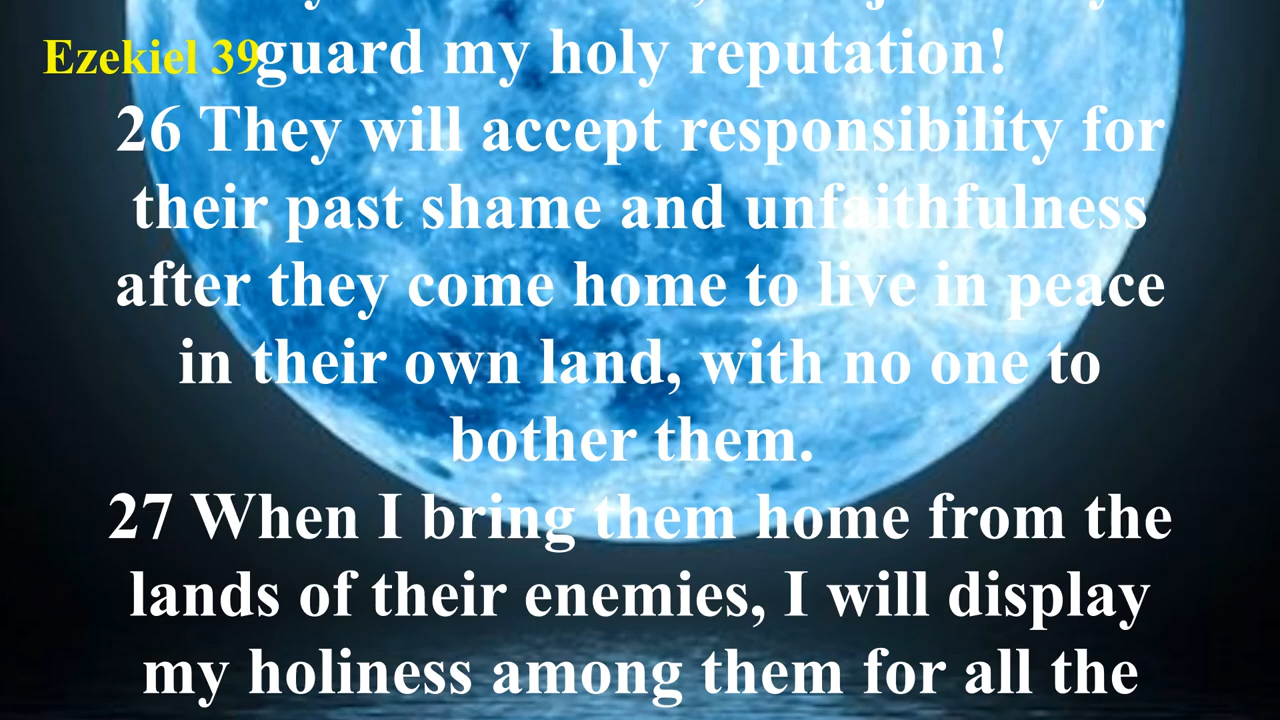 Ezekiel 39
guard my holy reputation!
26 They will accept responsibility for
their past shame and unfaithfulness
after they come home to live in peace
in their own land, with no one to
bother them.
27 When I bring them home from the
lands of their enemies, I will display
my holiness among them for all the